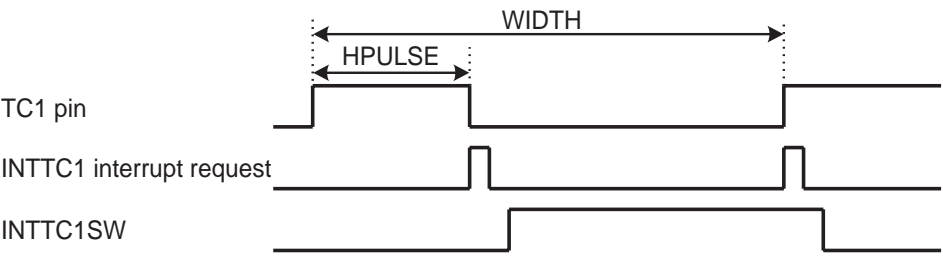 WIDTH
HPULSE
TC1 pin
INTTC1 interrupt request
INTTC1SW